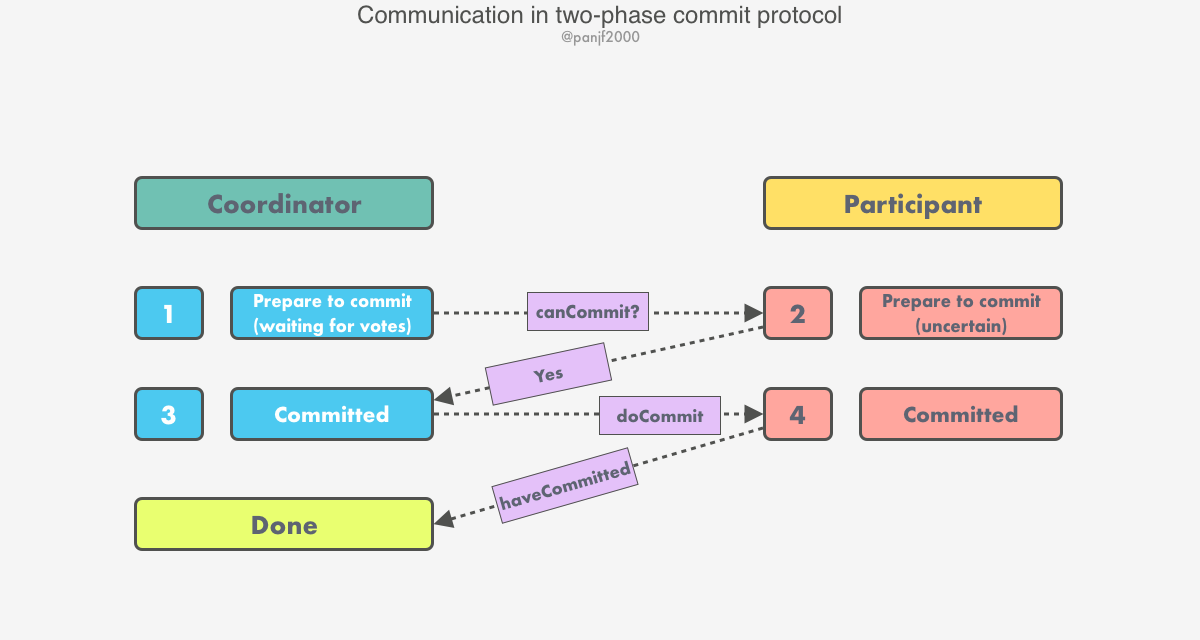 Communication in two-phase commit protocol
@panjf2000
Coordinator
Participant
1
Prepare to commit
(waiting for votes)
canCommit?
2
Prepare to commit
(uncertain)
Yes
3
Committed
doCommit
4
Committed
haveCommitted
Done